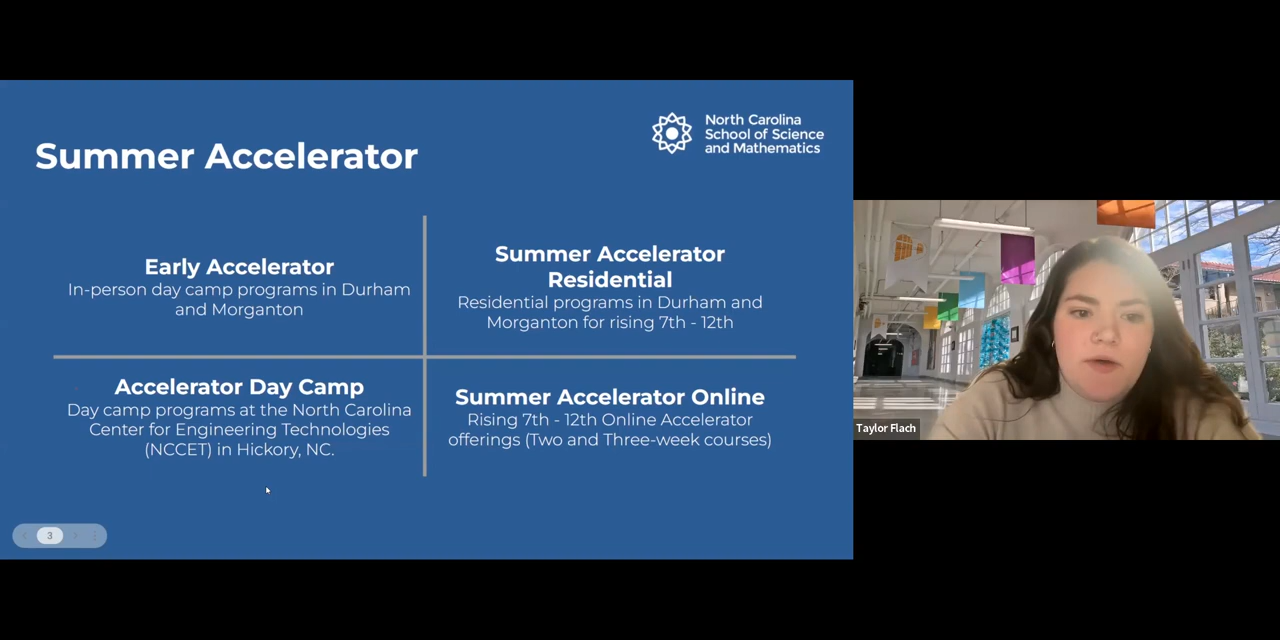 North Carolina
School of Science
and Mathematics
Summer Accelerator
Early Accelerator
In-person day camp programs in Durham
and Morganton
Summer Accelerator
Residential
Residential programs in Durham and
Morganton for rising 7th - 12th
Accelerator Day Camp
Day camp programs at the North Carolina
Center for Engineering Technologies
(NCCET) in Hickory, NC.
Summer Accelerator Online
Rising 7th - 12th Online Accelerator
offerings (Two and Three-week courses)
3
Taylor Flach